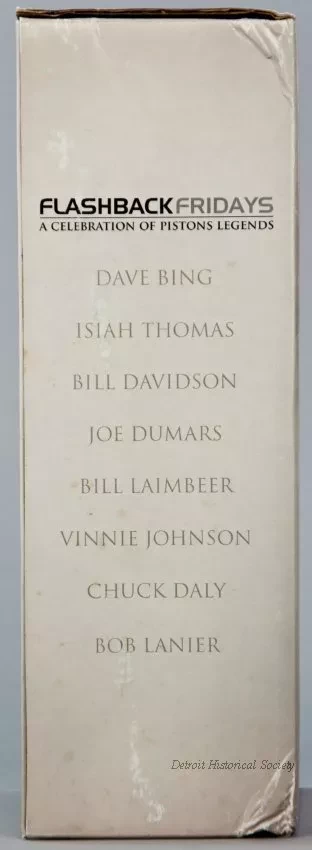 FLASHBACKFRIDAYS
A CELEBRATION OF PISTONS LEGENDS
DAVE BING
ISIAH THOMAS
BILL DAVIDSON
JOE DUMARS
BILL LAIMBEER
VINNIE JOHNSON
CHUCK DALY
BOB LANIER
Detroit Historical Society